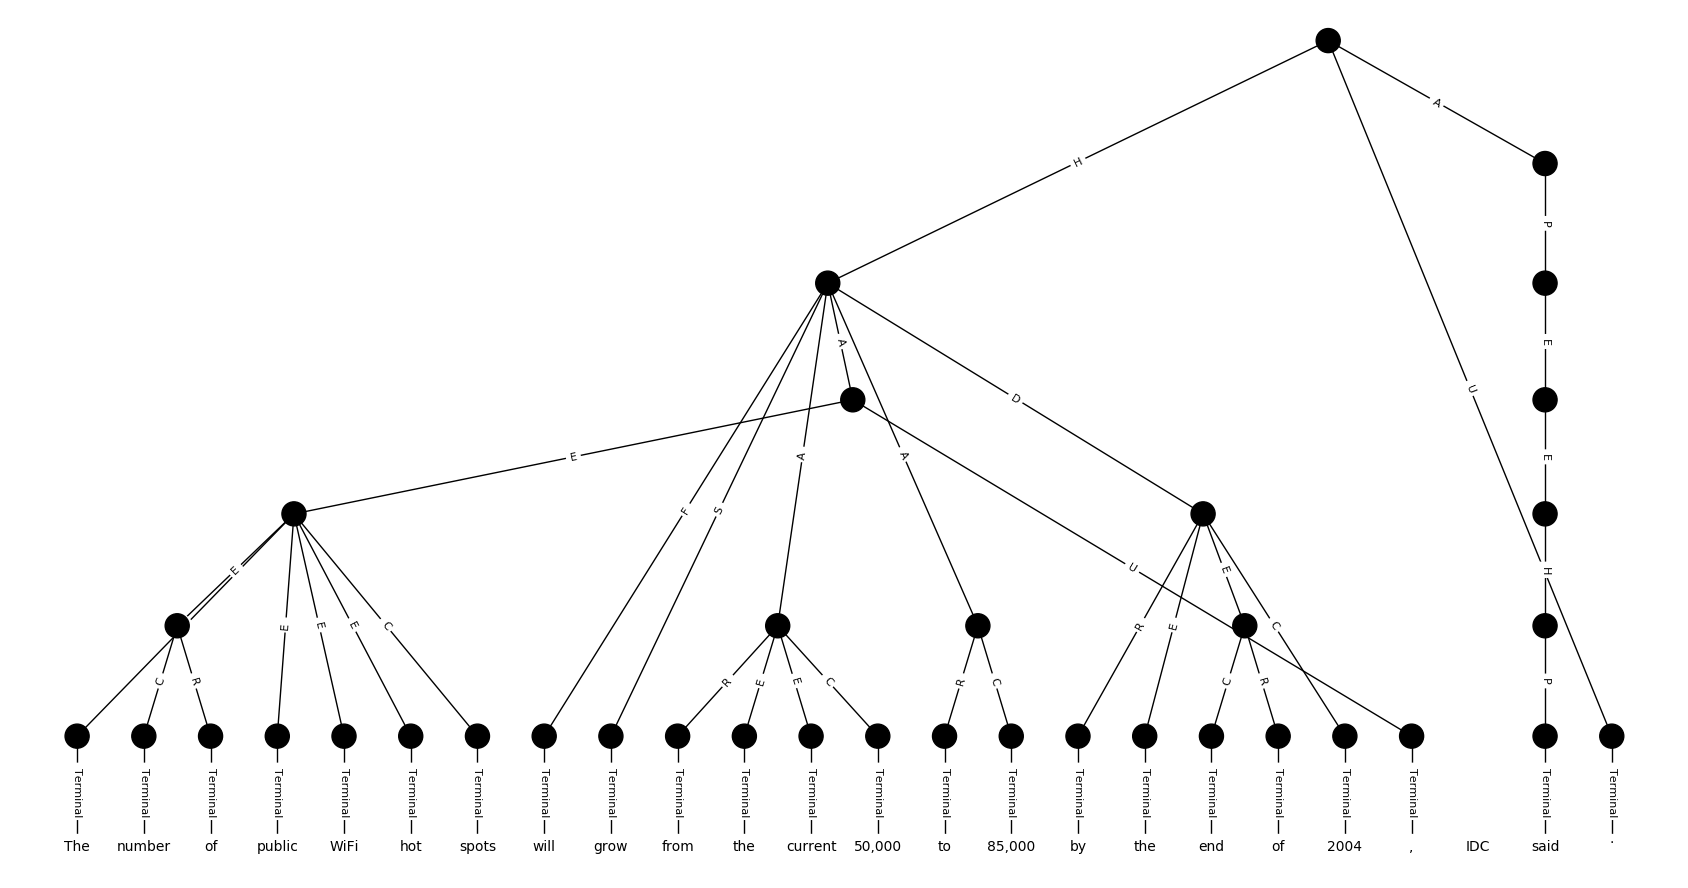 A
H
P
A
E
U
D
E
A
A
E
F
S
E
U
E
H
E
E
E
C
R
E
C
C
R
R
E
E
C
R
C
C
R
P
Terminal Terminal Terminal Terminal Terminal Terminal Terminal Terminal Terminal Terminal Terminal Terminal Terminal Terminal Terminal Terminal Terminal Terminal Terminal Terminal Terminal Terminal Terminal
The number of public WiFi hot spots will grow from the current 50,000 to 85,000 by the end of 2004 , IDC said .